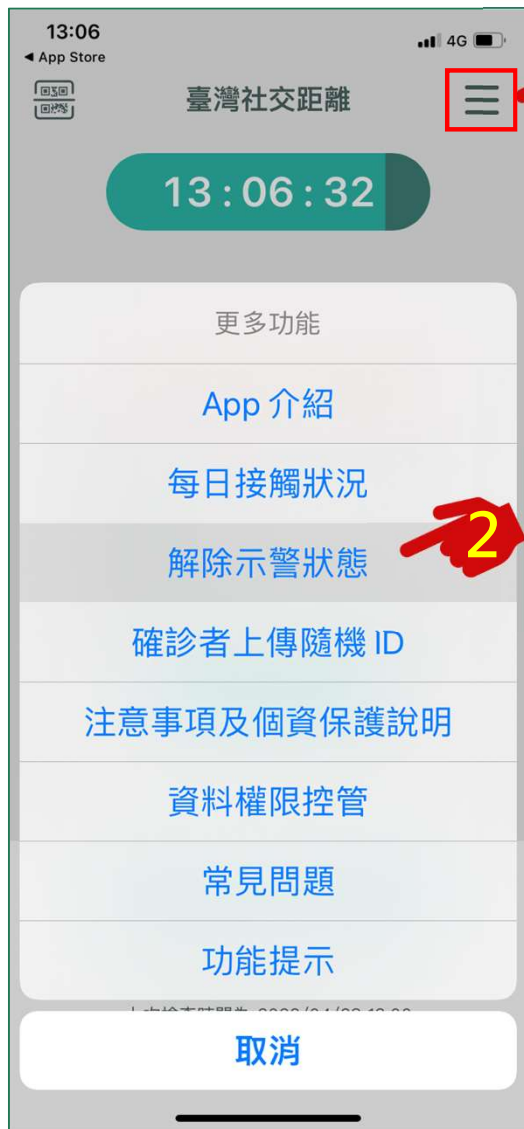 13:06
4G
◀ App Store
臺灣社交距離
13:06:32
更多功能
App 介紹
每日接觸狀況
解除示警狀態
2
確診者上傳隨機 ID
注意事項及個資保護說明
資料權限控管
常見問題
功能提示
取消